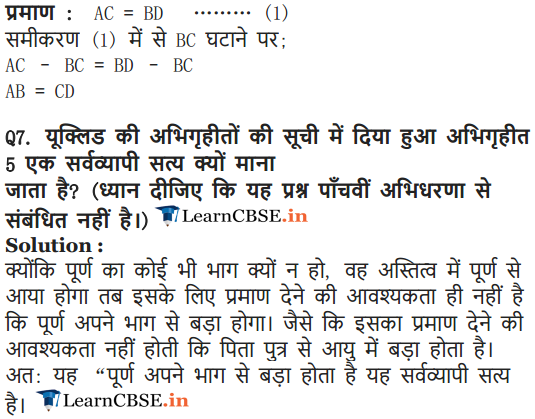 प्रमाण : AC = BD ......... (1)
समीकरण (1) में से BC घटाने पर;
AC - BC = BD - BC
AB = CD
Q7. यूक्लिड की अभिगृहीतों की सूची में दिया हुआ अभिगृहीत
5 एक सर्वव्यापी सत्य क्यों माना
जाता है? (ध्यान दीजिए कि यह प्रश्न पाँचवीं अभिधरणा से
संबंधित नहीं है।) LearnCBSE.in
Solution :
क्योंकि पूर्ण का कोई भी भाग क्यों न हो, वह अस्तित्व में पूर्ण से
आया होगा तब इसके लिए प्रमाण देने की आवश्यकता ही नहीं है
कि पूर्ण अपने भाग से बड़ा होगा। जैसे कि इसका प्रमाण देने की
आवश्यकता नहीं होती कि पिता पुत्र से आयु में बड़ा होता है।
अतः यह “पूर्ण अपने भाग से बड़ा होता है यह सर्वव्यापी सत्य
है। LearnCBSE.in